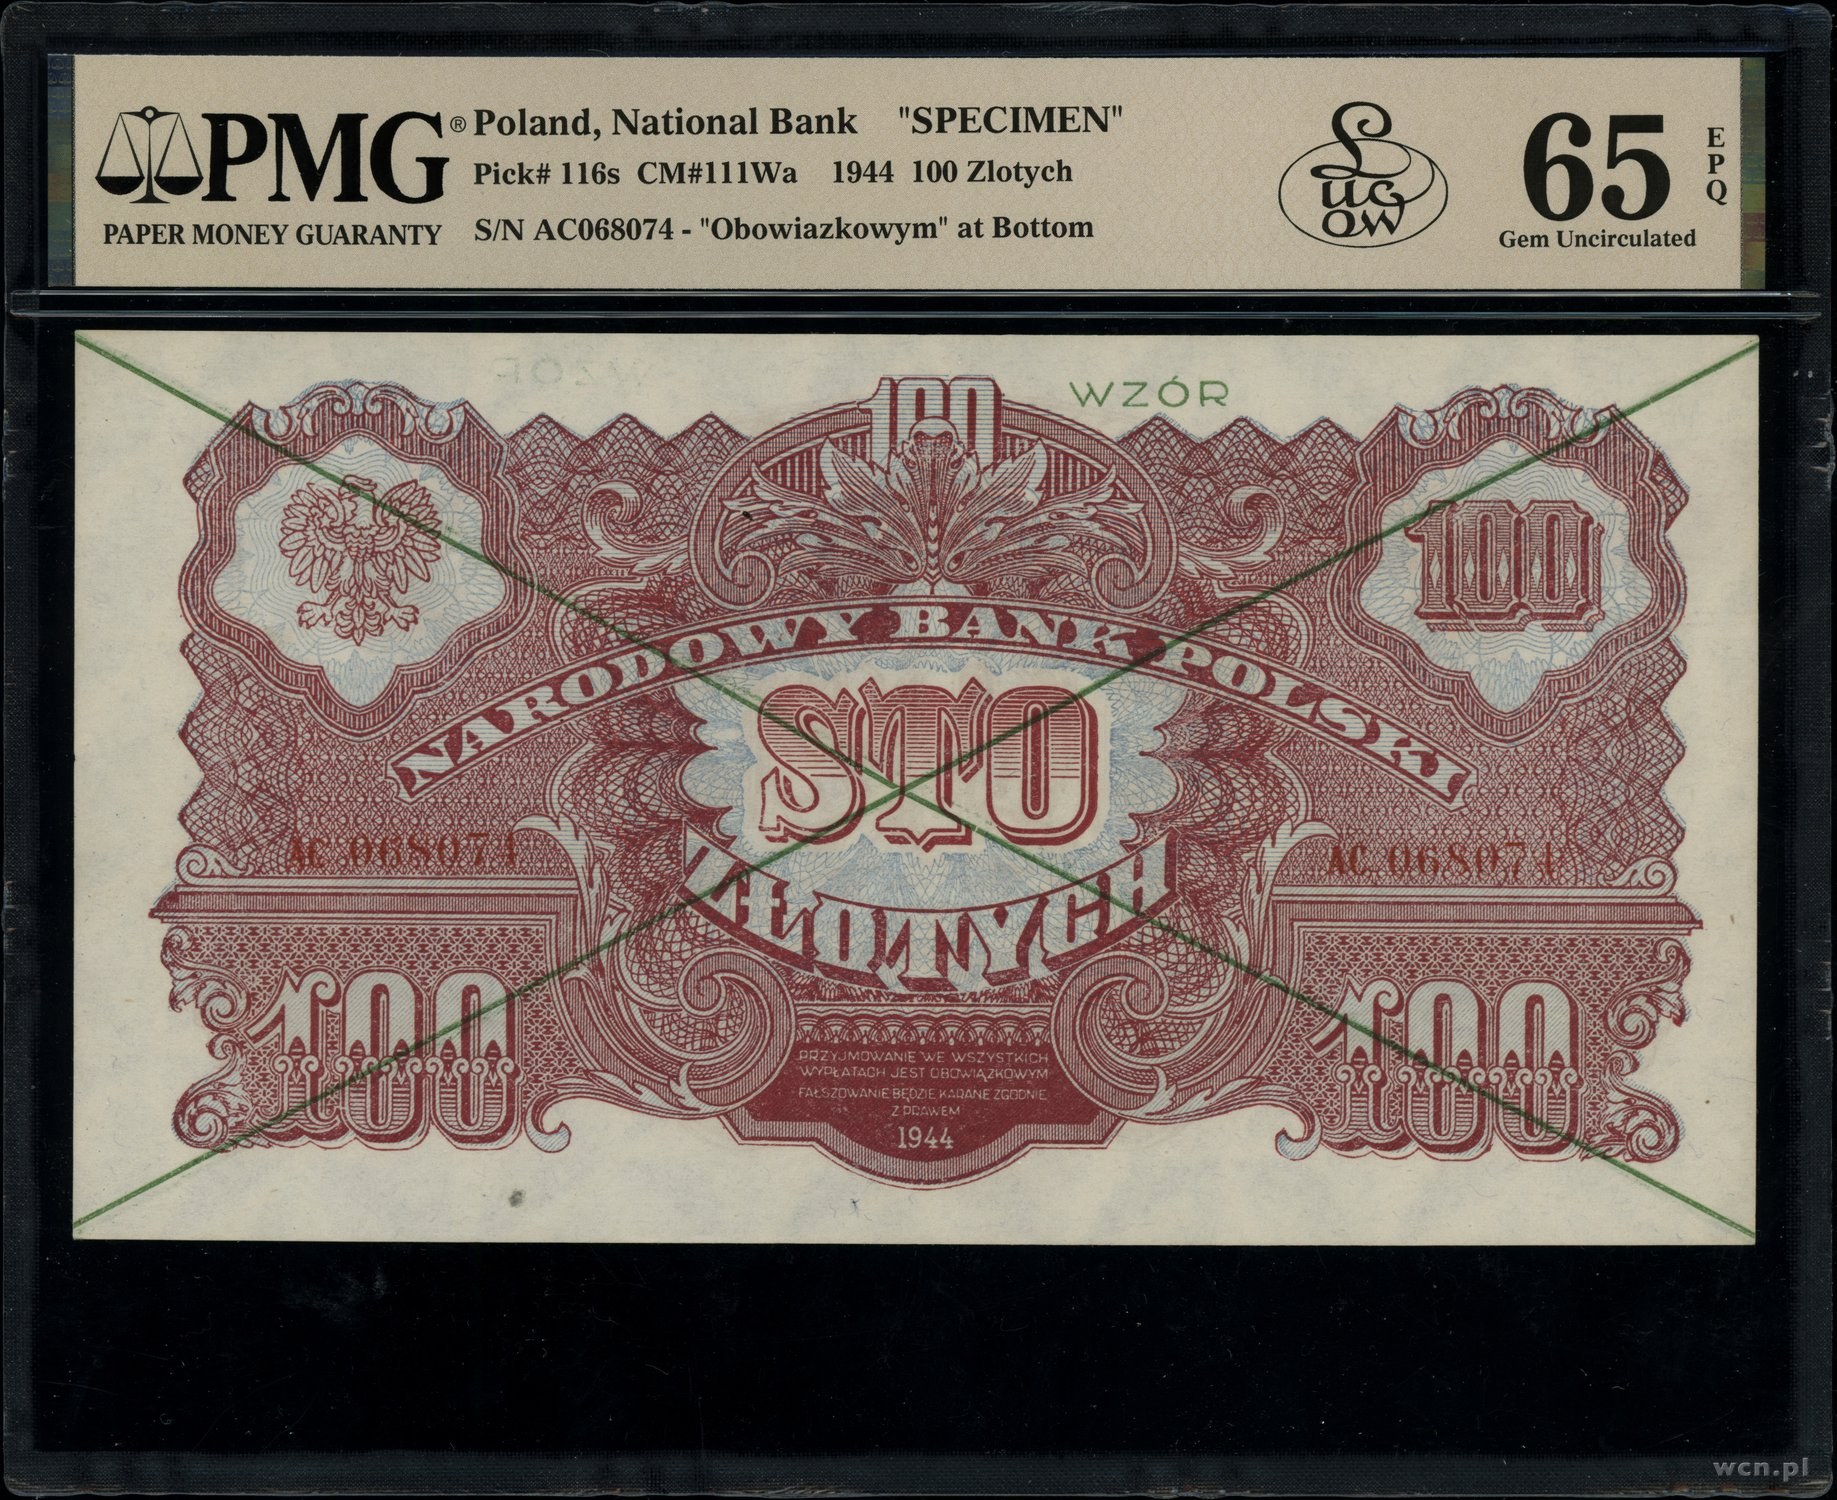 PMG® Poland, National Bank "SPECIMEN"
Pick# 116s CM#111Wa 1944 100 Zlotych
PAPER MONEY GUARANTY
S/N AC068074 - "Obowiazkowym" at Bottom
Lucow
65 EPQ
Gem Uncirculated
WZÓR
100
100
NARODOWY BANK POLSKI
STO
ZŁOTYCH
AC 068074
AC 068074
100
100
PRZYJMOWANIE WE WSZYSTKICH
WYPŁATACH JEST OBOWIĄZKOWYM
FAŁSZOWANIE BĘDZIE KARANE ZGODNIE
Z PRAWEM
1944
wcn.pl